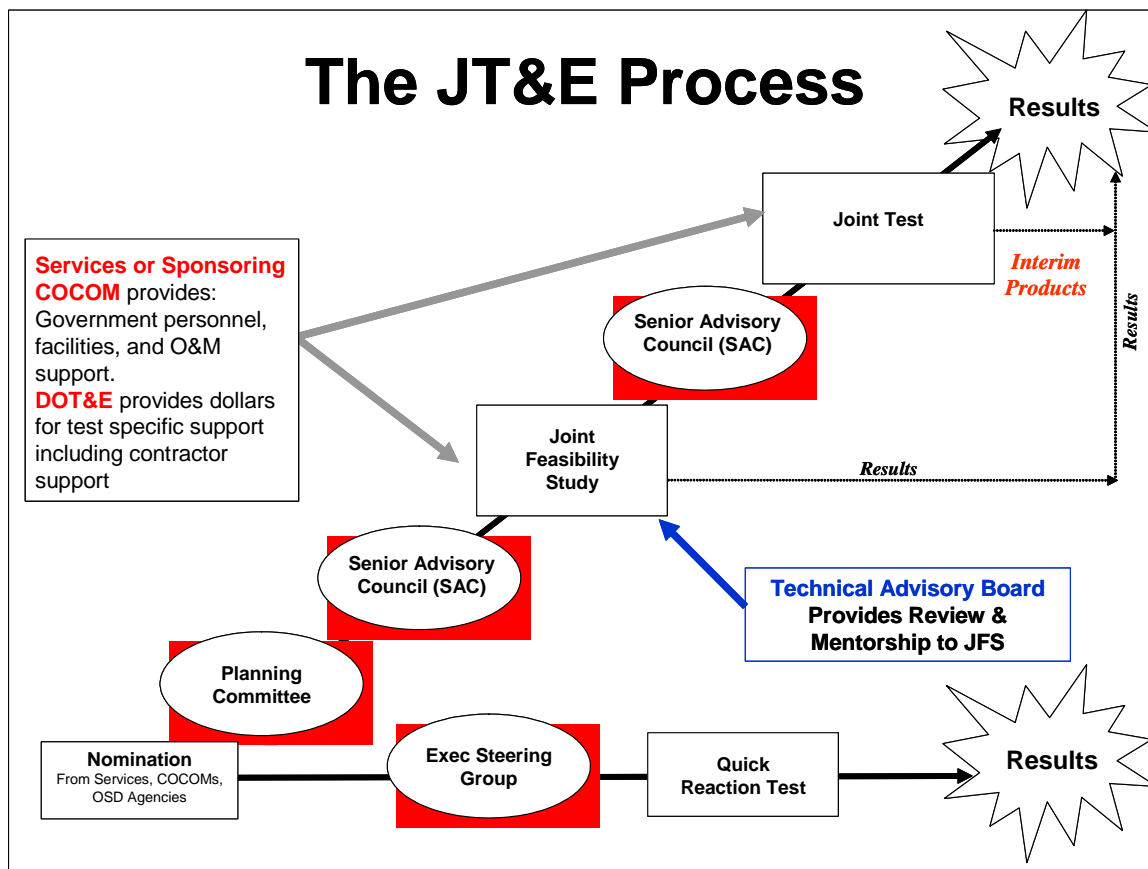 The JT&E Process
Results
Joint Test
Services or Sponsoring
COCOM provides:
Government personnel,
facilities, and O&M
support.
DOT&E provides dollars
for test specific support
including contractor
support
Interim
Products
Results
Senior Advisory
Council (SAC)
Joint
Feasibility
Study
Results
Senior Advisory
Council (SAC)
Technical Advisory Board
Provides Review &
Mentorship to JFS
Planning
Committee
Nomination
From Services, COCOMs,
OSD Agencies
Exec Steering
Group
Quick
Reaction Test
Results